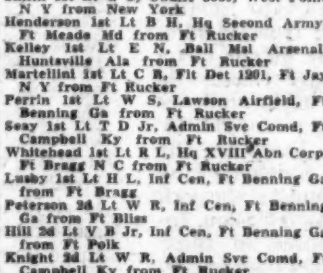 N Y from New York
Henderson 1st Lt B H, Hq Second Army
Ft Meade Md from Ft Rucker
Kelley 1st Lt E N, Ball Msl Arsenal
Huntsville Ala from Ft Rucker
Martellini 1st Lt C R, Flt Det 1201, Ft Jay
N Y from Ft Rucker
Perrin 1st Lt W S, Lawson Airfield, F
Benning Ga from Ft Rucker
Seay 1st Lt T D Jr, Admin Svc Comd, F
Campbell Ky from Ft Rucker
Whitehead 1st Lt R L, Hq XVIII Abn Corp
Ft Bragg N C from Ft Rucker
Lusby 1st Lt H L, Inf Cen, Ft Benning Ga
from Ft Bragg
Peterson 2d Lt W R, Inf Cen, Ft Benning
Ga from Ft Bliss
Hill 2d Lt V B Jr, Inf Cen, Ft Benning Ga
from Ft Polk
Knight 2d Lt W R, Admin Svc Comd, F
Campbell Ky from Ft Rucker